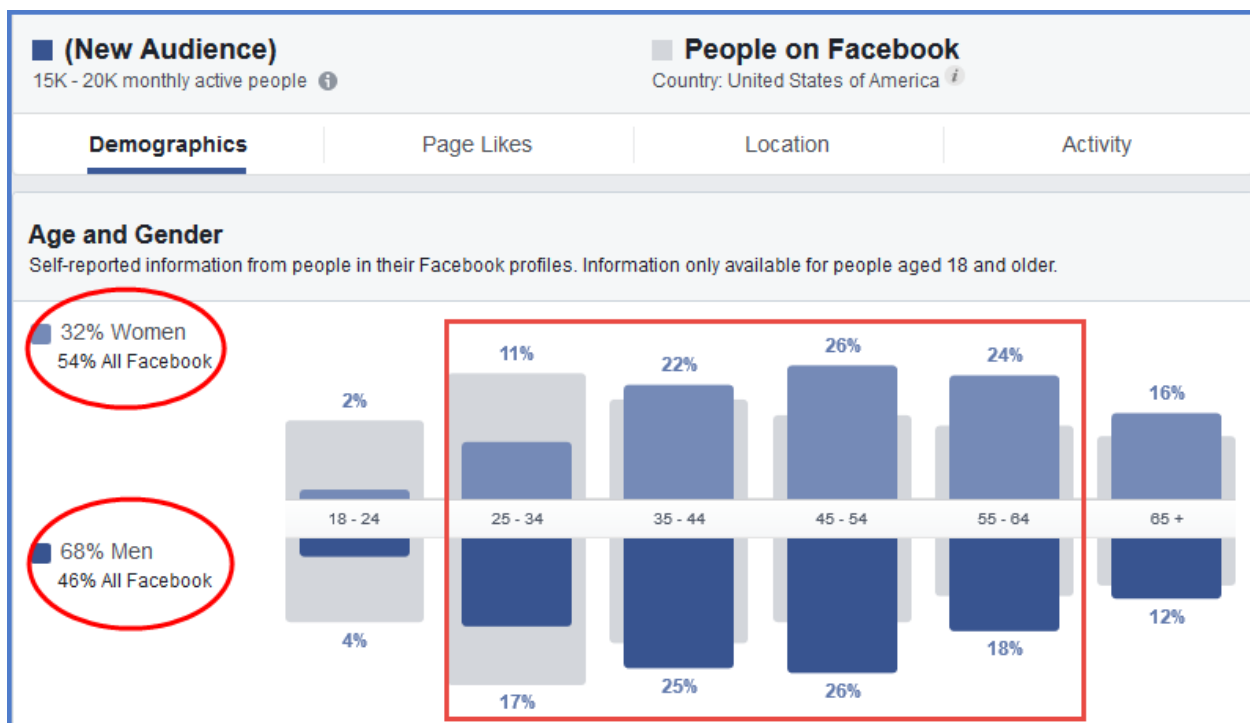 (New Audience)
15K - 20K monthly active people
People on Facebook
Country: United States of America
Demographics
Page Likes
Location
Activity
Age and Gender
Self-reported information from people in their Facebook profiles. Information only available for people aged 18 and older.
32% Women
54% All Facebook
2%
11%
22%
26%
24%
16%
18 - 24
25 - 34
35 - 44
45 - 54
55 - 64
65 +
68% Men
46% All Facebook
4%
17%
25%
26%
18%
12%